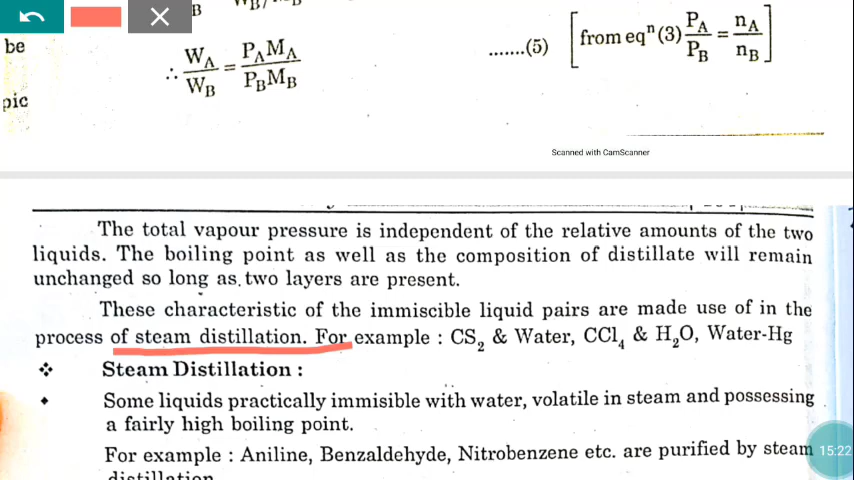 B
be
∴ W_A/W_B = P_A M_A/P_B M_B .......(5) [from eqⁿ (3) P_A/P_B = n_A/n_B]
pic
Scanned with CamScanner
The total vapour pressure is independent of the relative amounts of the two
liquids. The boiling point as well as the composition of distillate will remain
unchanged so long as two layers are present.
These characteristic of the immiscible liquid pairs are made use of in the
process of steam distillation. For example : CS₂ & Water, CCl₄ & H₂O, Water-Hg
❖ Steam Distillation :
♦ Some liquids practically immisible with water, volatile in steam and possessing
a fairly high boiling point.
For example : Aniline, Benzaldehyde, Nitrobenzene etc. are purified by steam
15:22
distillation